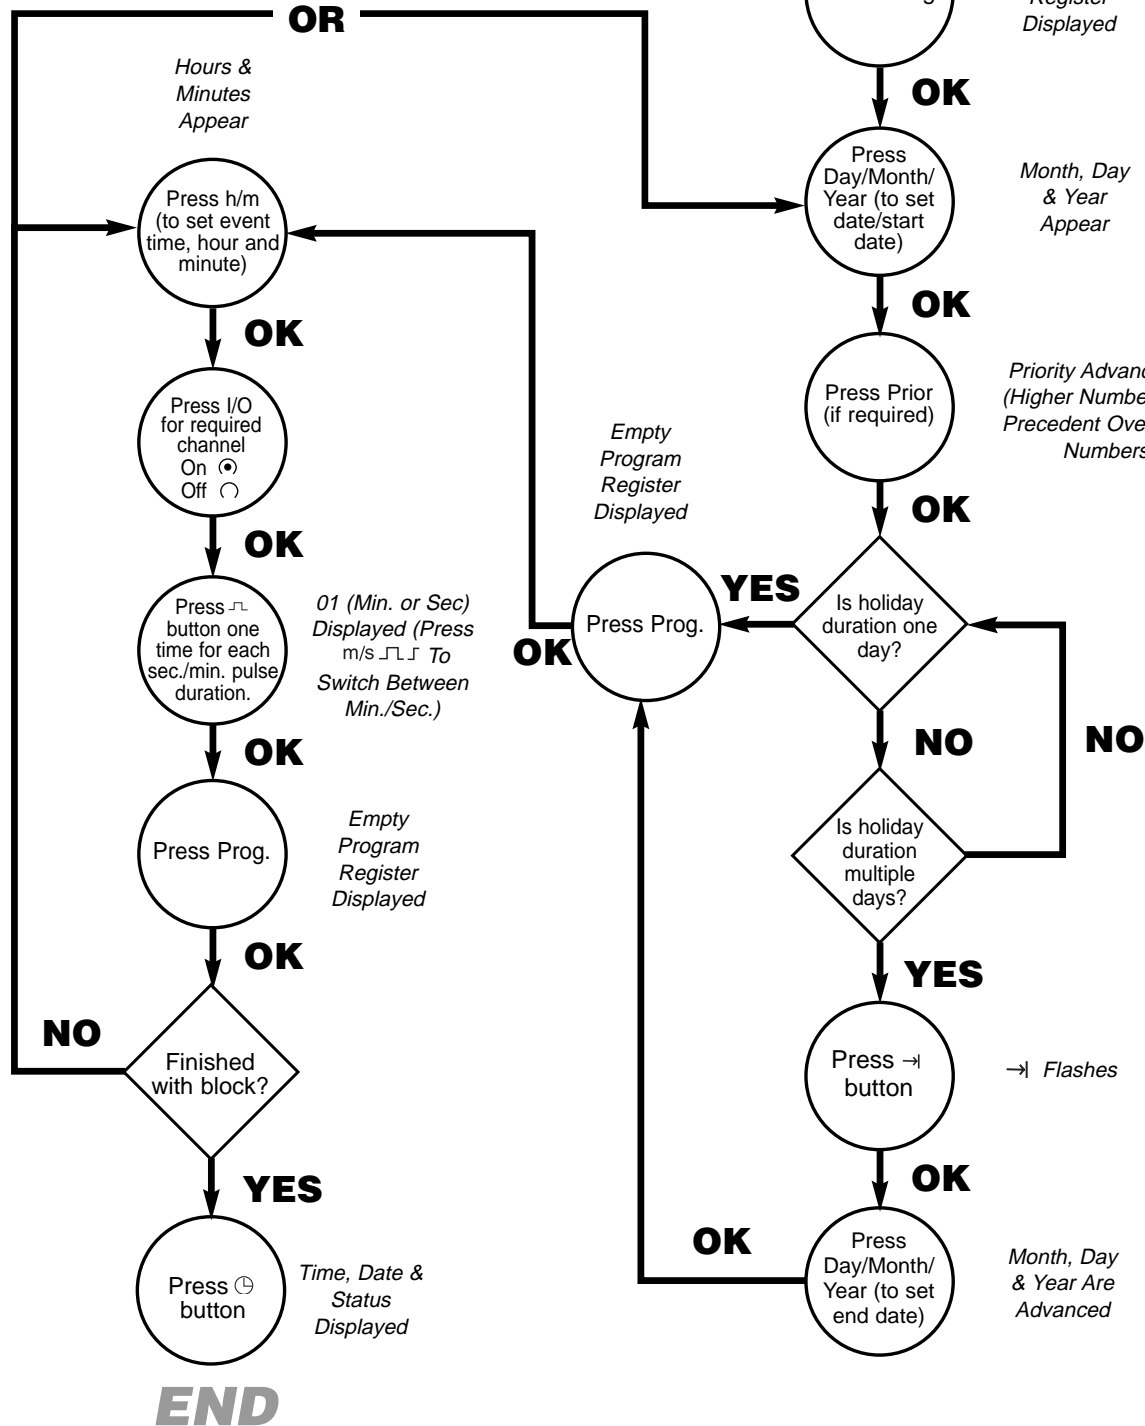 OR
Hours &
Minutes
Appear
Press h/m
(to set event
time, hour and
minute)
OK
Press I/O
for required
channel
On
Off
OK
Press
button one
time for each
sec./min. pulse
duration.
01 (Min. or Sec)
Displayed (Press
m/s To
Switch Between
Min./Sec.)
OK
Press Prog.
Empty
Program
Register
Displayed
OK
NO
Finished
with block?
YES
Press
button
Time, Date &
Status
Displayed
END
Empty
Program
Register
Displayed
Press Prog.
OK
YES
Register
Displayed
OK
Press
Day/Month/
Year (to set
date/start
date)
Month, Day
& Year
Appear
OK
Press Prior
(if required)
Priority
(Higher
Precedent
Numbers
OK
Is holiday
duration one
day?
NO
NO
Is holiday
duration
multiple
days?
YES
Press →|
button
→| Flashes
OK
OK
Press
Day/Month/
Year (to set
end date)
Month, Day
& Year Are
Advanced